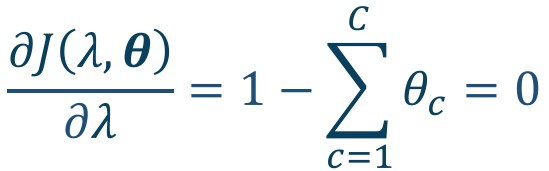 ∂J(λ, θ)/∂λ = 1 − ∑_{c=1}^{C} θ_c = 0